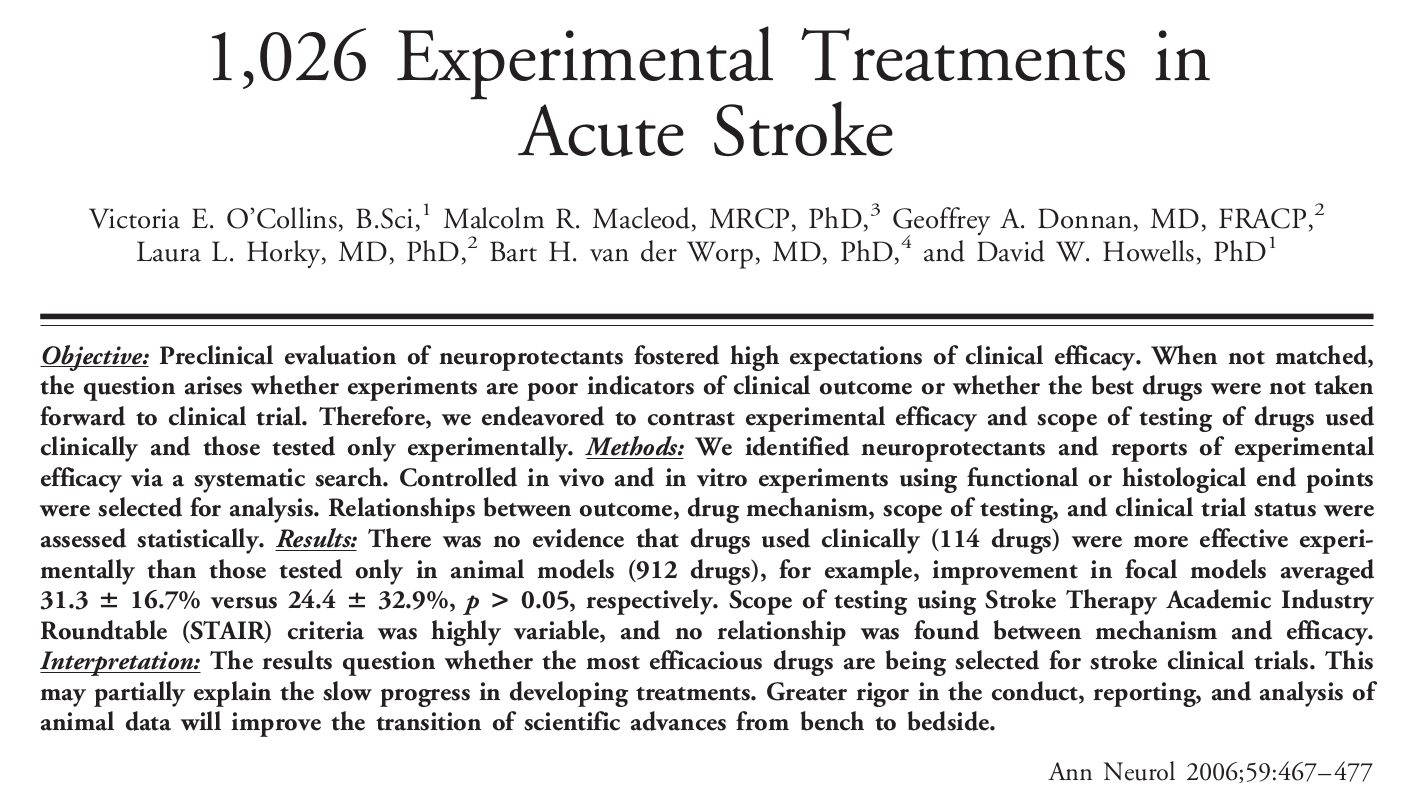 1,026 Experimental Treatments in
Acute Stroke
Victoria E. O’Collins, B.Sci,1 Malcolm R. Macleod, MRCP, PhD,3 Geoffrey A. Donnan, MD, FRACP,2
Laura L. Horky, MD, PhD,2 Bart H. van der Worp, MD, PhD,4 and David W. Howells, PhD1
Objective: Preclinical evaluation of neuroprotectants fostered high expectations of clinical efficacy. When not matched,
the question arises whether experiments are poor indicators of clinical outcome or whether the best drugs were not taken
forward to clinical trial. Therefore, we endeavored to contrast experimental efficacy and scope of testing of drugs used
clinically and those tested only experimentally. Methods: We identified neuroprotectants and reports of experimental
efficacy via a systematic search. Controlled in vivo and in vitro experiments using functional or histological end points
were selected for analysis. Relationships between outcome, drug mechanism, scope of testing, and clinical trial status were
assessed statistically. Results: There was no evidence that drugs used clinically (114 drugs) were more effective experi-
mentally than those tested only in animal models (912 drugs), for example, improvement in focal models averaged
31.3 ± 16.7% versus 24.4 ± 32.9%, p > 0.05, respectively. Scope of testing using Stroke Therapy Academic Industry
Roundtable (STAIR) criteria was highly variable, and no relationship was found between mechanism and efficacy.
Interpretation: The results question whether the most efficacious drugs are being selected for stroke clinical trials. This
may partially explain the slow progress in developing treatments. Greater rigor in the conduct, reporting, and analysis of
animal data will improve the transition of scientific advances from bench to bedside.
Ann Neurol 2006;59:467–477